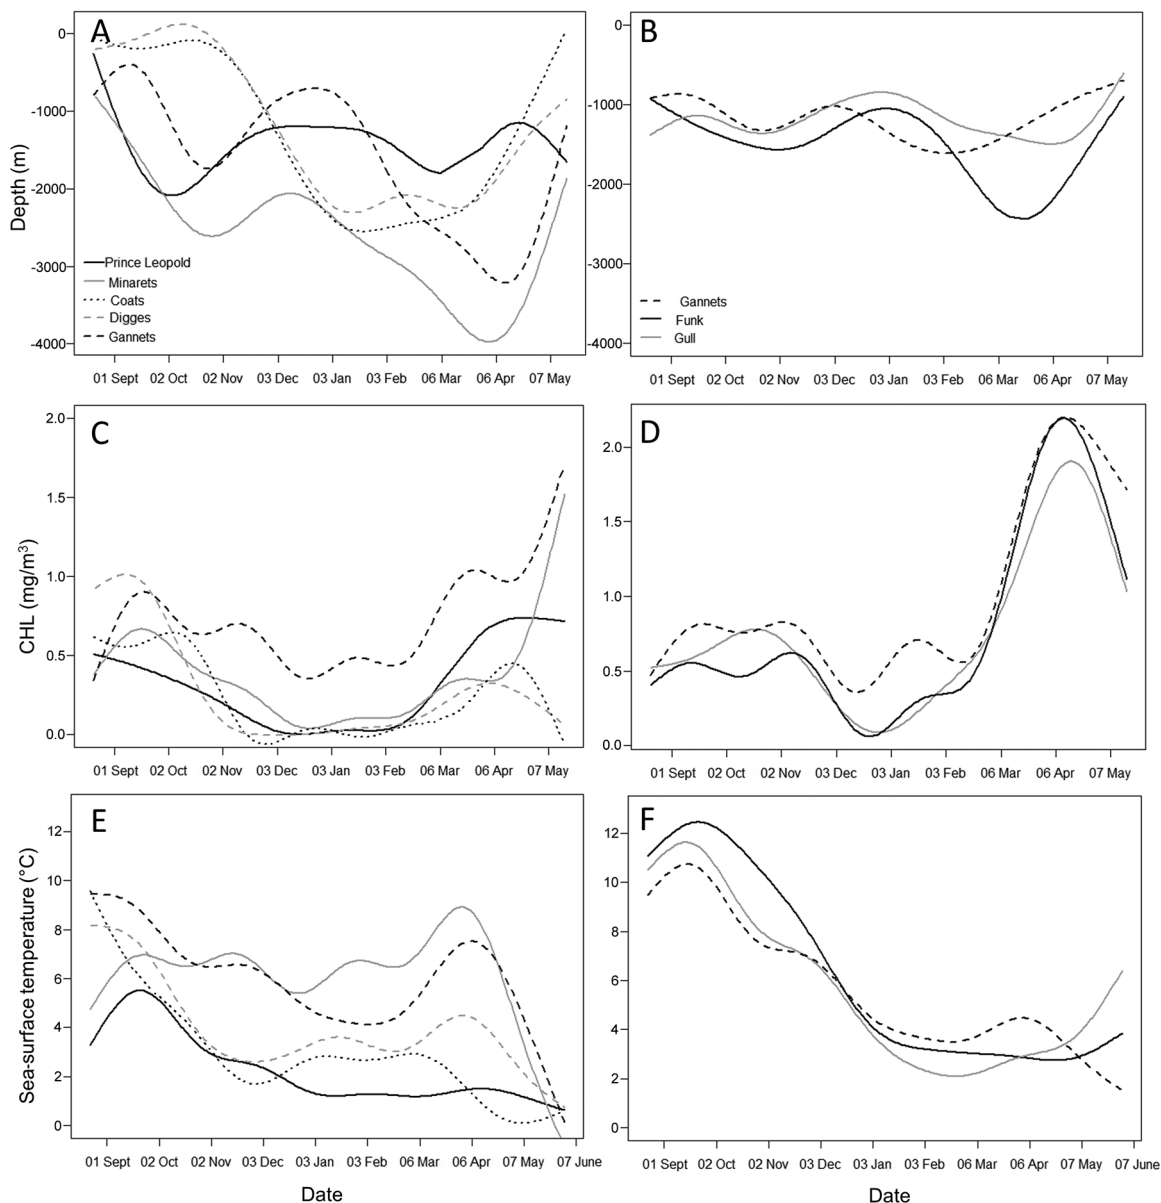 A
0
-1000
-2000
-3000
-4000
Depth (m)
Prince Leopold
Minarets
Coats
Digges
Gannets
01 Sept 02 Oct 02 Nov 03 Dec 03 Jan 03 Feb 06 Mar 06 Apr 07 May
B
0
-1000
-2000
-3000
-4000
Gannets
Funk
Gull
01 Sept 02 Oct 02 Nov 03 Dec 03 Jan 03 Feb 06 Mar 06 Apr 07 May
C
2.0
1.5
1.0
0.5
0.0
CHL (mg/m³)
01 Sept 02 Oct 02 Nov 03 Dec 03 Jan 03 Feb 06 Mar 06 Apr 07 May
D
2.0
1.5
1.0
0.5
0.0
01 Sept 02 Oct 02 Nov 03 Dec 03 Jan 03 Feb 06 Mar 06 Apr 07 May
E
12
10
8
6
4
2
0
Sea-surface temperature (°C)
01 Sept 02 Oct 02 Nov 03 Dec 03 Jan 03 Feb 06 Mar 06 Apr 07 May 07 June
Date
F
12
10
8
6
4
2
0
01 Sept 02 Oct 02 Nov 03 Dec 03 Jan 03 Feb 06 Mar 06 Apr 07 May 07 June
Date